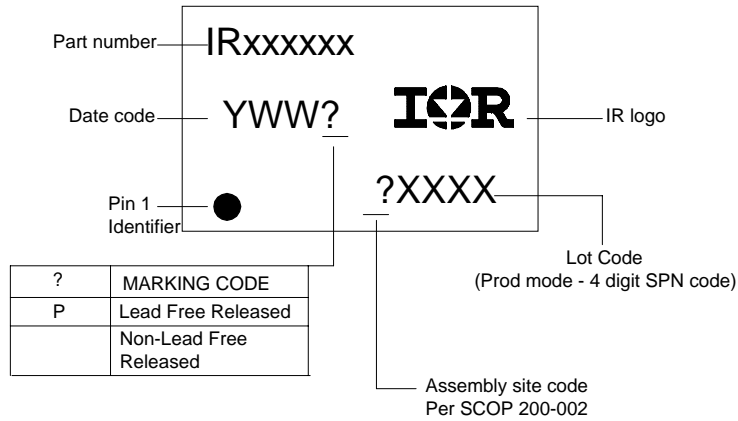 Part number
IRxxxxxx
Date code
YWW?
IOR
IR logo
?XXXX
Pin 1
Identifier
Lot Code
(Prod mode - 4 digit SPN code)
? MARKING CODE
P Lead Free Released
Non-Lead Free
Released
Assembly site code
Per SCOP 200-002